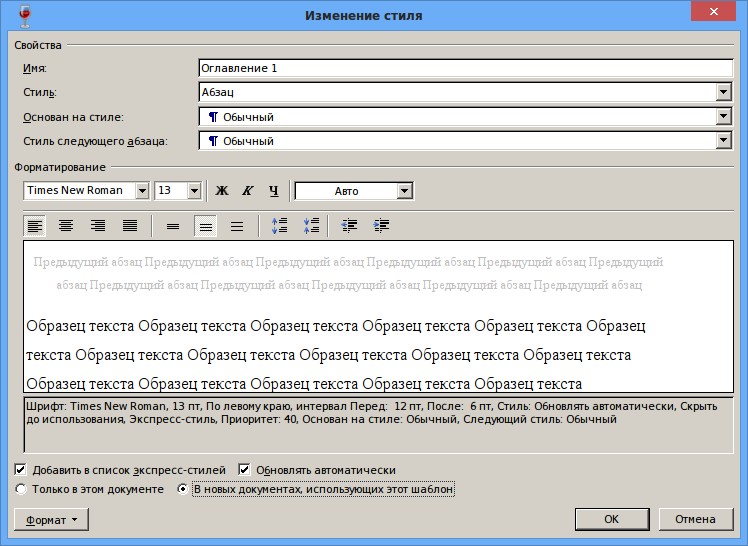 Изменение стиля
Свойства
Имя: Оглавление 1
Стиль: Абзац
Основан на стиле: ¶ Обычный
Стиль следующего абзаца: ¶ Обычный
Форматирование
Times New Roman 13 Ж К Ч Авто
Предыдущий абзац Предыдущий абзац Предыдущий абзац Предыдущий абзац Предыдущий абзац Предыдущий
абзац Предыдущий абзац Предыдущий абзац Предыдущий абзац Предыдущий абзац Предыдущий абзац
Образец текста Образец текста Образец текста Образец текста Образец текста Образец
текста Образец текста Образец текста Образец текста Образец текста Образец текста
Образец текста Образец текста Образец текста Образец текста Образец текста
Шрифт: Times New Roman, 13 пт, По левому краю, интервал Перед: 12 пт, После: 6 пт, Стиль: Обновлять автоматически, Скрыть
до использования, Экспресс-стиль, Приоритет: 40, Основан на стиле: Обычный, Следующий стиль: Обычный
Добавить в список экспресс-стилей Обновлять автоматически
Только в этом документе В новых документах, использующих этот шаблон
Формат OK Отмена